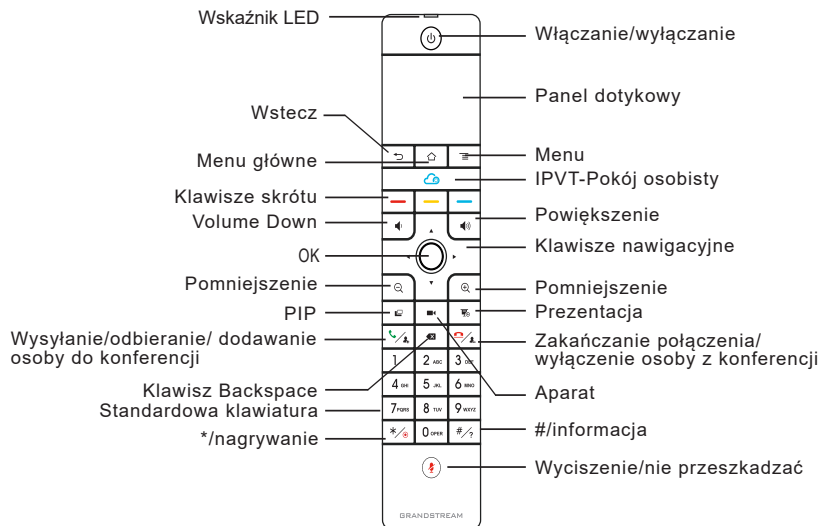 Wskaźnik LED
Włączanie/wyłączanie
Panel dotykowy
Wstecz
Menu główne
Menu
IPVT-Pokój osobisty
Klawisze skrótu
Volume Down
Powiększenie
Klawisze nawigacyjne
OK
Pomniejszenie
Pomniejszenie
PIP
Prezentacja
Wysyłanie/odbieranie/ dodawanie
osoby do konferencji
Zakańczanie połączenia/
wyłączenie osoby z konferencji
1
2 ABC
3 DEF
4 GHI
5 JKL
6 MNO
Klawisz Backspace
Aparat
Standardowa klawiatura
7 PQRS
8 TUV
9 WXYZ
*/nagrywanie
*/
0 OPER
#/?
#/informacja
Wyciszenie/nie przeszkadzać
GRANDSTREAM